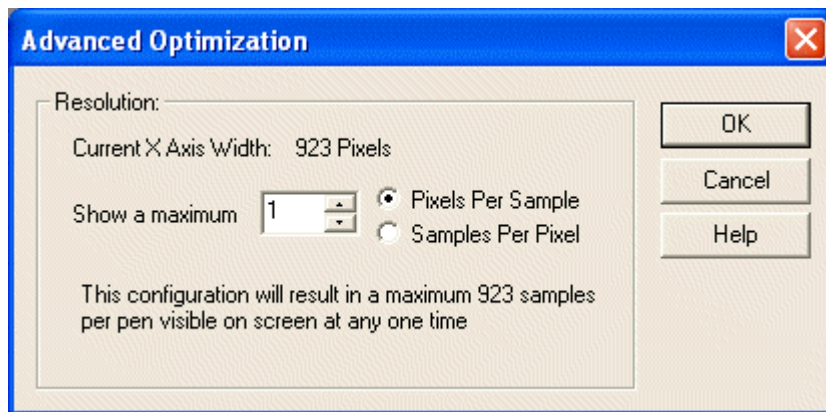 Advanced Optimization
Resolution:
Current X Axis Width: 923 Pixels
Show a maximum 1
Pixels Per Sample
Samples Per Pixel
This configuration will result in a maximum 923 samples
per pen visible on screen at any one time
OK
Cancel
Help